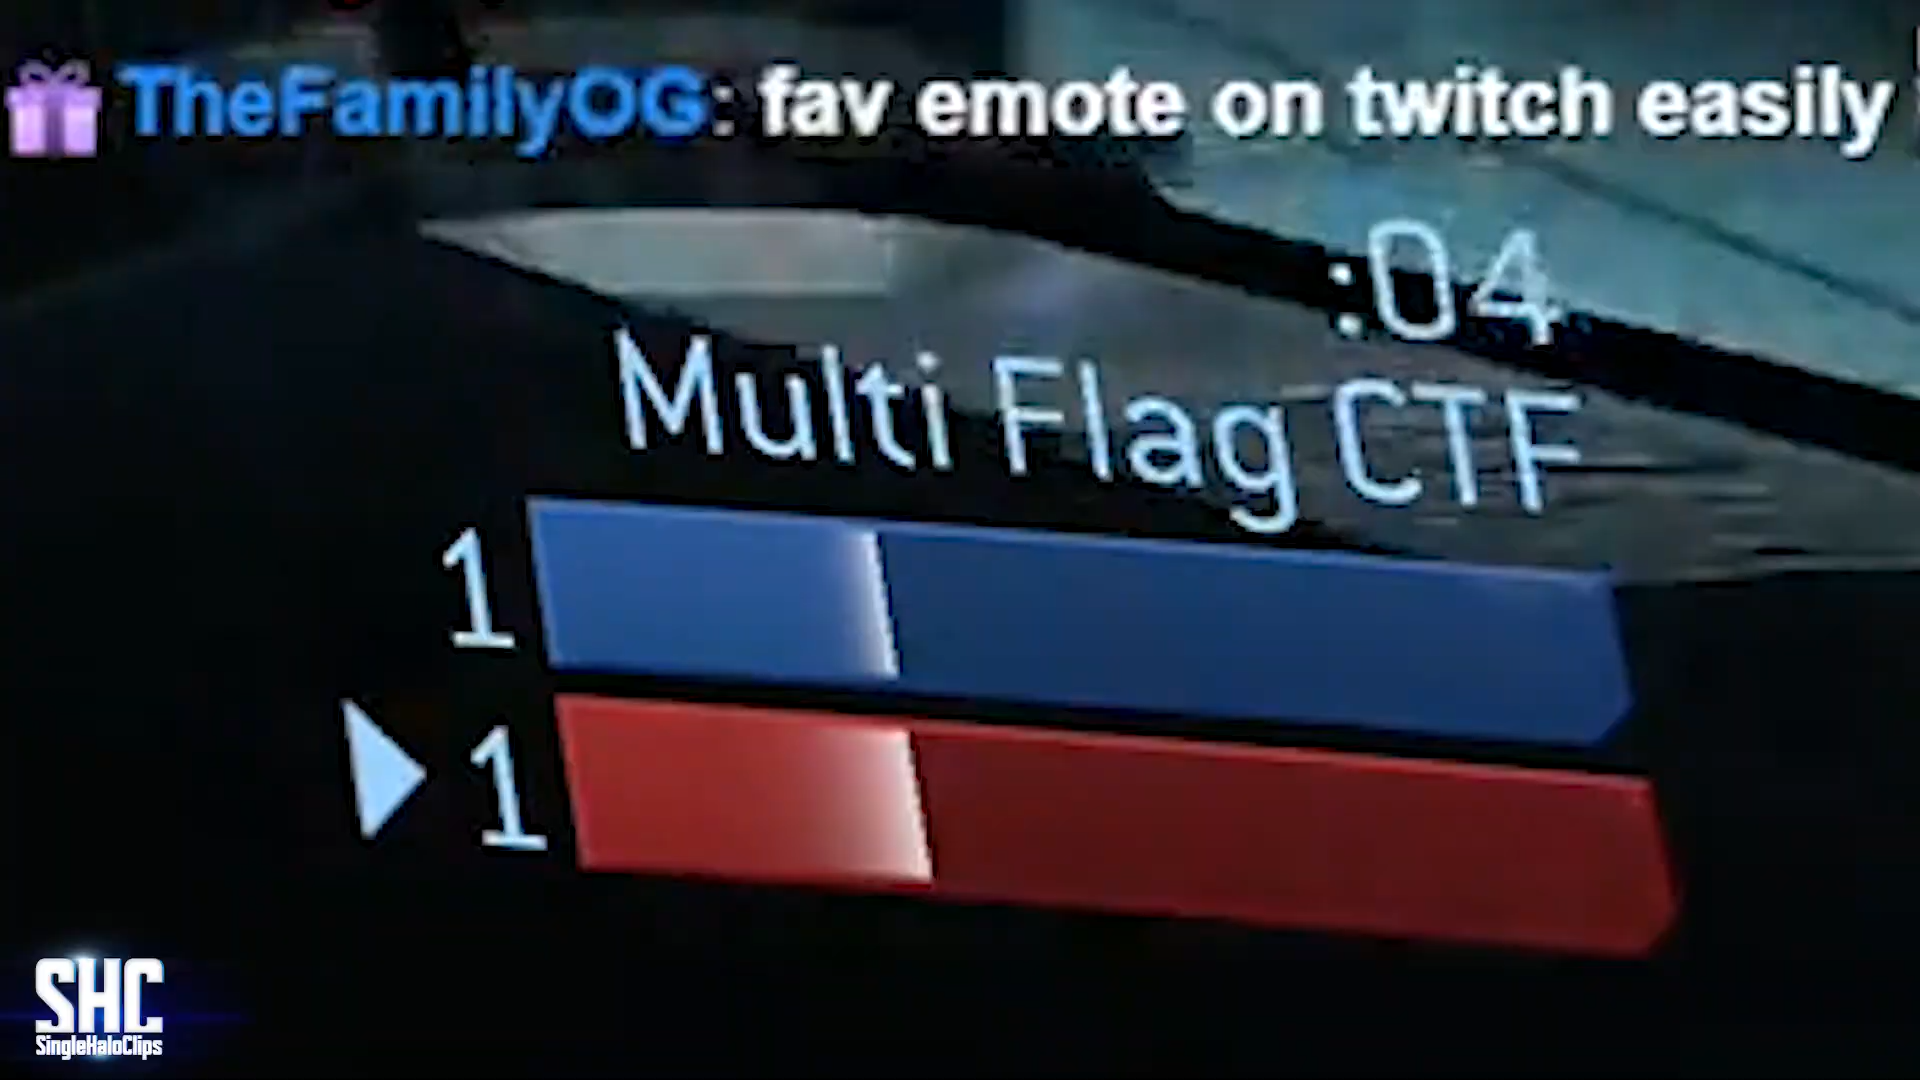 TheFamilyOG: fav emote on twitch easily
:04
Multi Flag CTF
1
1
SHC
SingleHaloClips